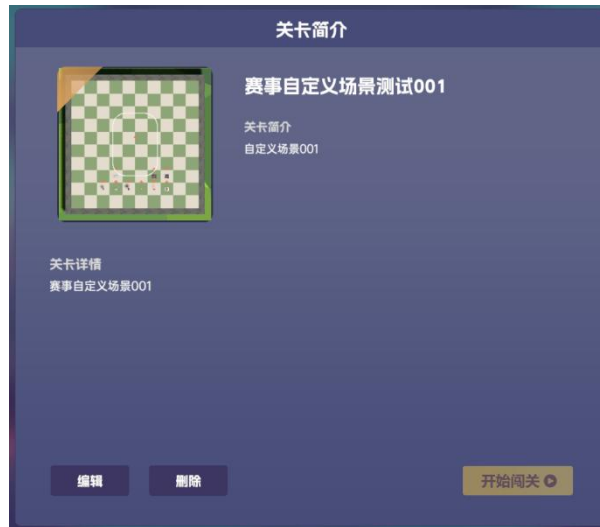 关卡简介
赛事自定义场景测试001
关卡简介
自定义场景001
关卡详情
赛事自定义场景001
编辑
删除
开始闯关